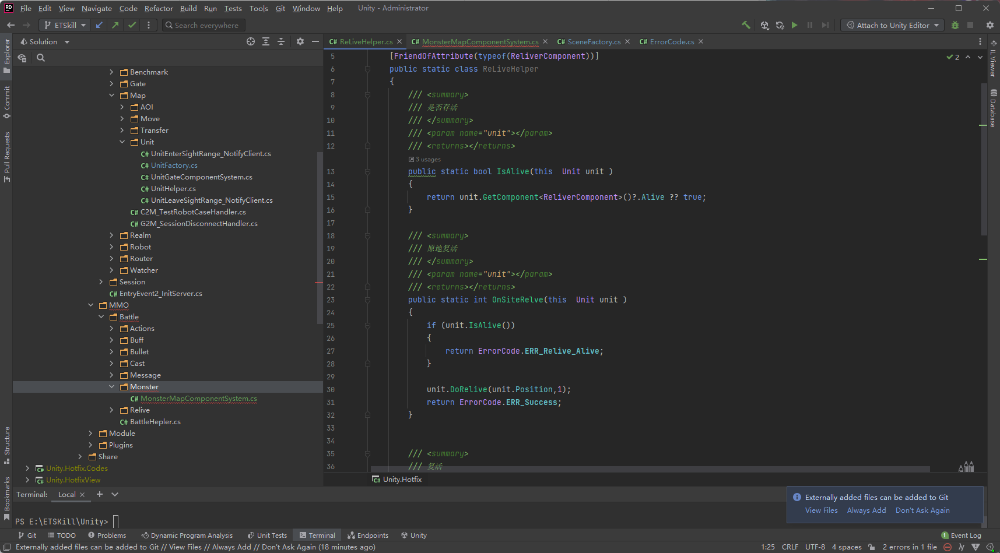 File Edit View Navigate Code Refactor Build Run Tests Tools Git Window Help Unity - Administrator
ETSkill Search everywhere Attach to Unity Editor
Solution
ReLiveHelper.cs MonsterMapComponentSystem.cs SceneFactory.cs ErrorCode.cs
Explorer
Commit
Pull Requests
Structure
Bookmarks
Benchmark
Gate
Map
AOI
Move
Transfer
Unit
C# UnitEnterSightRange_NotifyClient.cs
C# UnitFactory.cs
C# UnitGateComponentSystem.cs
C# UnitHelper.cs
C# UnitLeaveSightRange_NotifyClient.cs
C# C2M_TestRobotCaseHandler.cs
C# G2M_SessionDisconnectHandler.cs
Realm
Robot
Router
Watcher
Session
C# EntryEvent2_InitServer.cs
MMO
Battle
Actions
Buff
Bullet
Cast
Message
Monster
C# MonsterMapComponentSystem.cs
Relive
C# BattleHepler.cs
Module
Plugins
Share
Unity.Hotfix.Codes
Unity.HotfixView
5 [FriendOfAttribute(typeof(ReliverComponent))]
6 public static class ReLiveHelper
7 {
8 /// <summary>
9 /// 是否存活
10 /// </summary>
11 /// <param name="unit"></param>
12 /// <returns></returns>
3 usages
13 public static bool IsAlive(this  Unit unit )
14 {
15 return unit.GetComponent<ReliverComponent>()?.Alive ?? true;
16 }
17
18 /// <summary>
19 /// 原地复活
20 /// </summary>
21 /// <param name="unit"></param>
22 /// <returns></returns>
23 public static int OnSiteRelve(this  Unit unit )
24 {
25 if (unit.IsAlive())
26 {
27 return ErrorCode.ERR_Relive_Alive;
28 }
29
30 unit.DoRelive(unit.Position,1);
31 return ErrorCode.ERR_Success;
32 }
33
34
35 /// <summary>
36 /// 复活
2
IL Viewer
Database
Unity.Hotfix
Terminal: Local
PS E:\ETSKill\Unity>
Externally added files can be added to Git
View Files Always Add Don't Ask Again
Git TODO Problems Dynamic Program Analysis Unit Tests Terminal Endpoints Unity 1 Event Log
Externally added files can be added to Git // View Files // Always Add // Don't Ask Again (18 minutes ago) 1:25 CRLF UTF-8 4 spaces 2 errors in 1 file